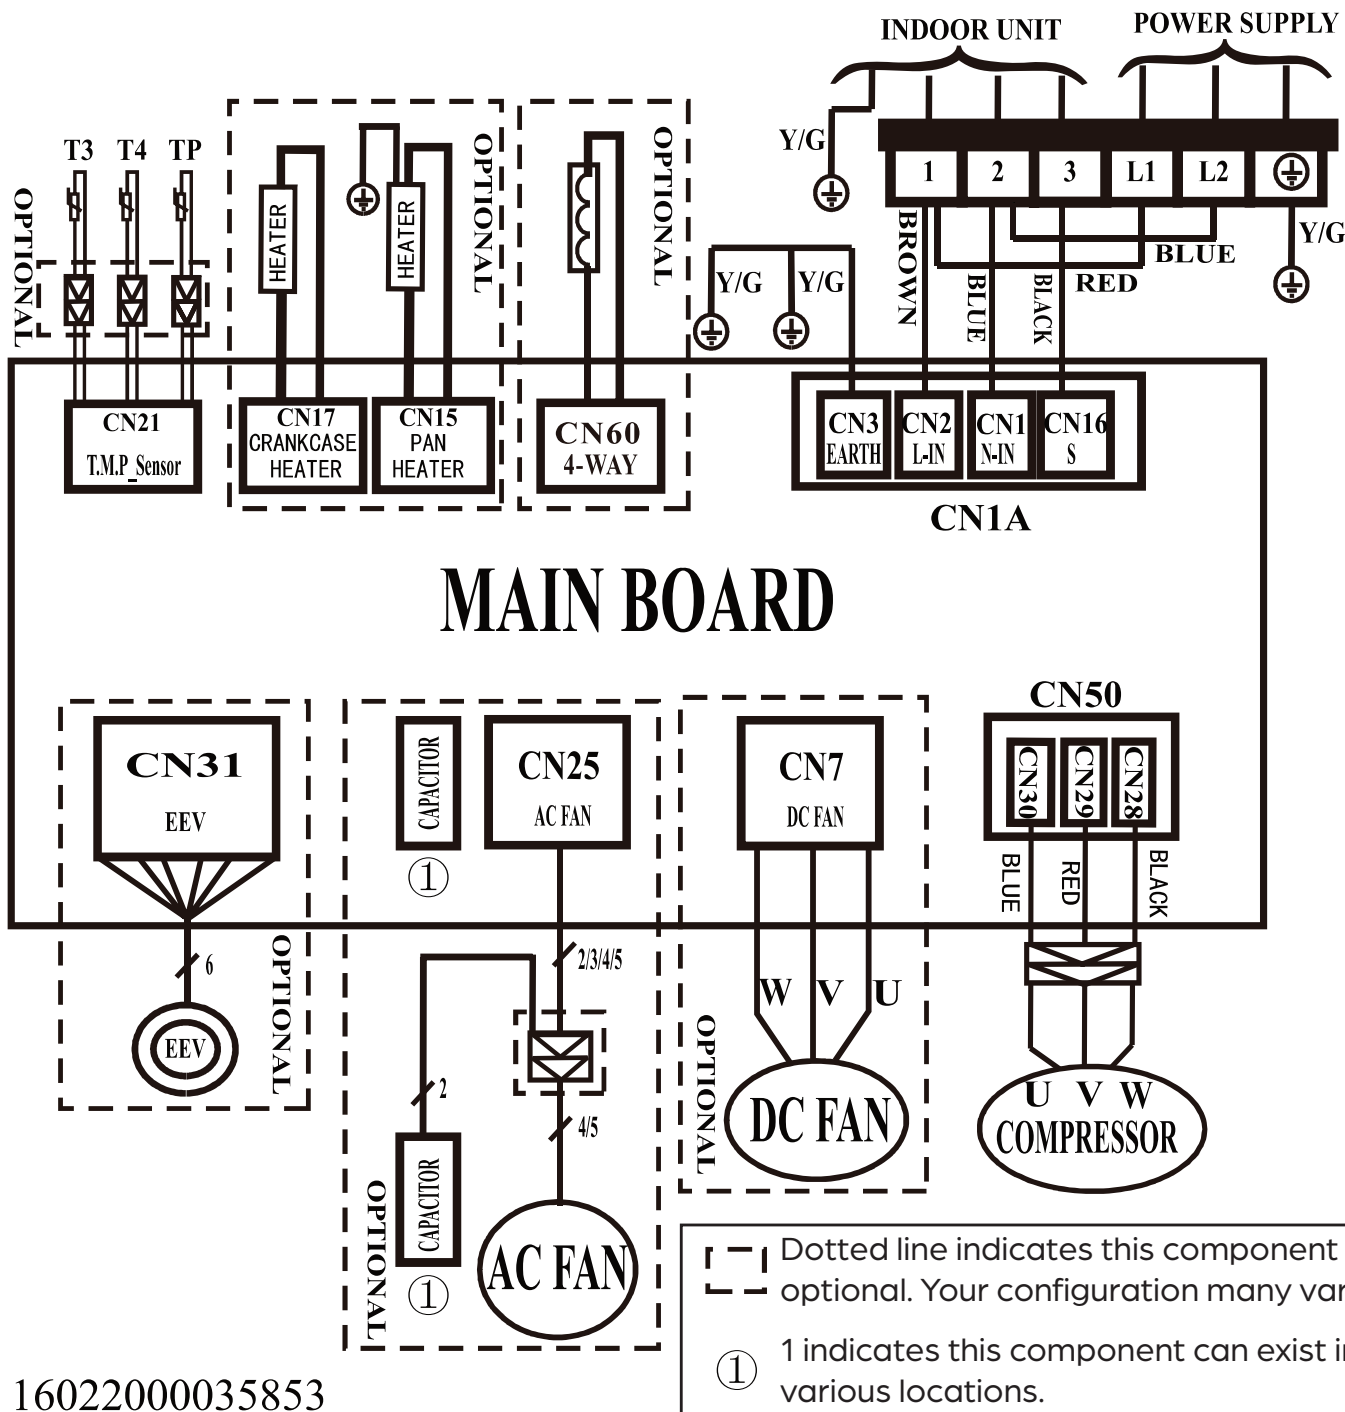 INDOOR UNIT
POWER SUPPLY
Y/G
1 2 3 L1 L2
Y/G
BROWN
BLUE
BLACK
RED
BLUE
Y/G Y/G
T3 T4 TP
OPTIONAL
HEATER
HEATER
OPTIONAL
OPTIONAL
CN21
T.M.P_Sensor
CN17
CRANKCASE
HEATER
CN15
PAN
HEATER
CN60
4-WAY
CN3
EARTH
CN2
L-IN
CN1
N-IN
CN16
S
CN1A
MAIN BOARD
CN31
EEV
6
EEV
OPTIONAL
CAPACITOR
①
CN25
AC FAN
2/3/4/5
2
4/5
CAPACITOR
①
AC FAN
OPTIONAL
CN7
DC FAN
W V U
DC FAN
OPTIONAL
CN50
CN30
CN29
CN28
BLUE
RED
BLACK
U V W
COMPRESSOR
Dotted line indicates this component
optional. Your configuration many var
① 1 indicates this component can exist i
various locations.
16022000035853